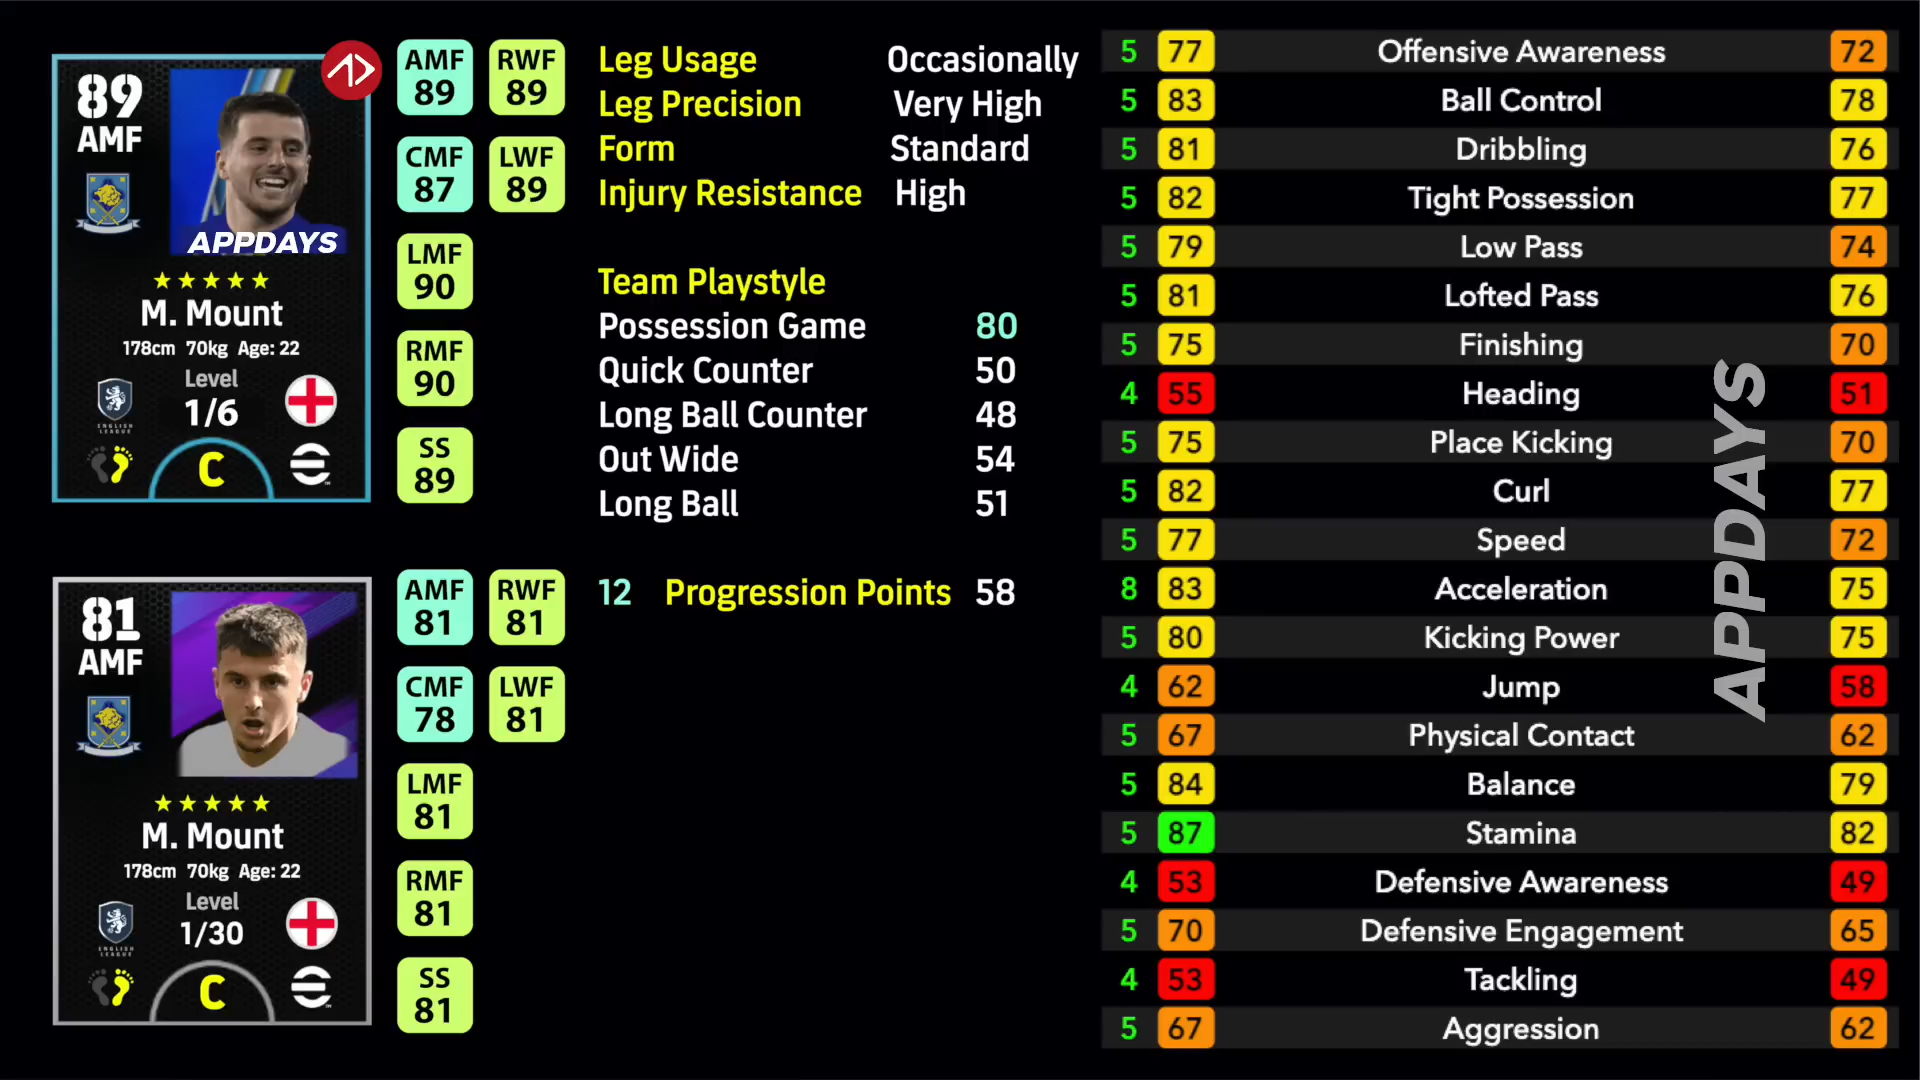 89
AMF
APPDAYS
M. Mount
178cm 70kg Age: 22
Level
1/6
ENGLISH
LEAGUE
C
AMF 89 RWF 89
CMF 87 LWF 89
LMF 90
RMF 90
SS 89
Leg Usage Occasionally
Leg Precision Very High
Form Standard
Injury Resistance High
Team Playstyle
Possession Game 80
Quick Counter 50
Long Ball Counter 48
Out Wide 54
Long Ball 51
81
AMF
M. Mount
178cm 70kg Age: 22
Level
1/30
ENGLISH
LEAGUE
C
AMF 81 RWF 81
CMF 78 LWF 81
LMF 81
RMF 81
SS 81
12 Progression Points 58
5 77 Offensive Awareness 72
5 83 Ball Control 78
5 81 Dribbling 76
5 82 Tight Possession 77
5 79 Low Pass 74
5 81 Lofted Pass 76
5 75 Finishing 70
4 55 Heading 51
5 75 Place Kicking 70
5 82 Curl 77
5 77 Speed 72
8 83 Acceleration 75
5 80 Kicking Power 75
4 62 Jump 58
5 67 Physical Contact 62
5 84 Balance 79
5 87 Stamina 82
4 53 Defensive Awareness 49
5 70 Defensive Engagement 65
4 53 Tackling 49
5 67 Aggression 62
APPDAYS